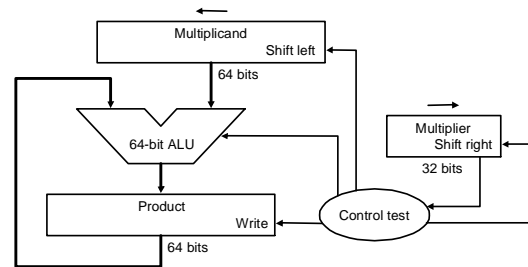 Multiplicand
Shift left
64 bits
64-bit ALU
Multiplier
Shift right
32 bits
Product
Write
Control test
64 bits